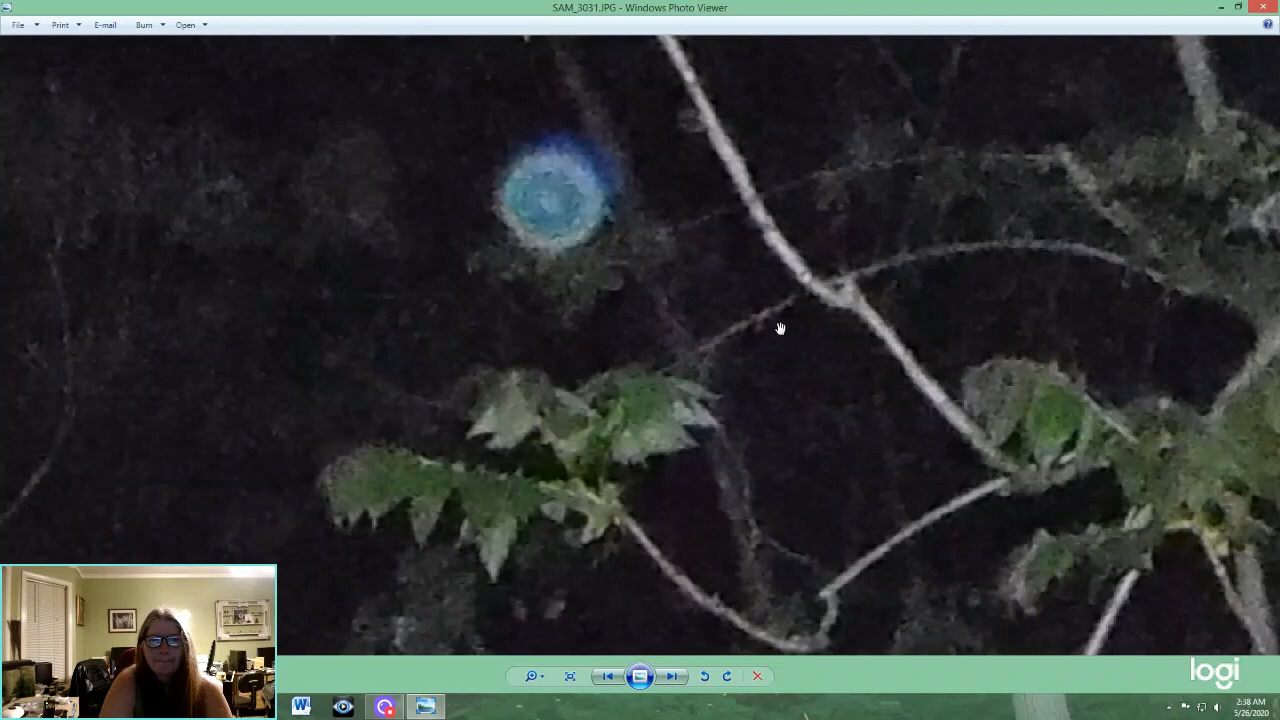 SAM_3031.JPG - Windows Photo Viewer
File Print E-mail Burn Open
logi
2:38 AM
5/26/2020